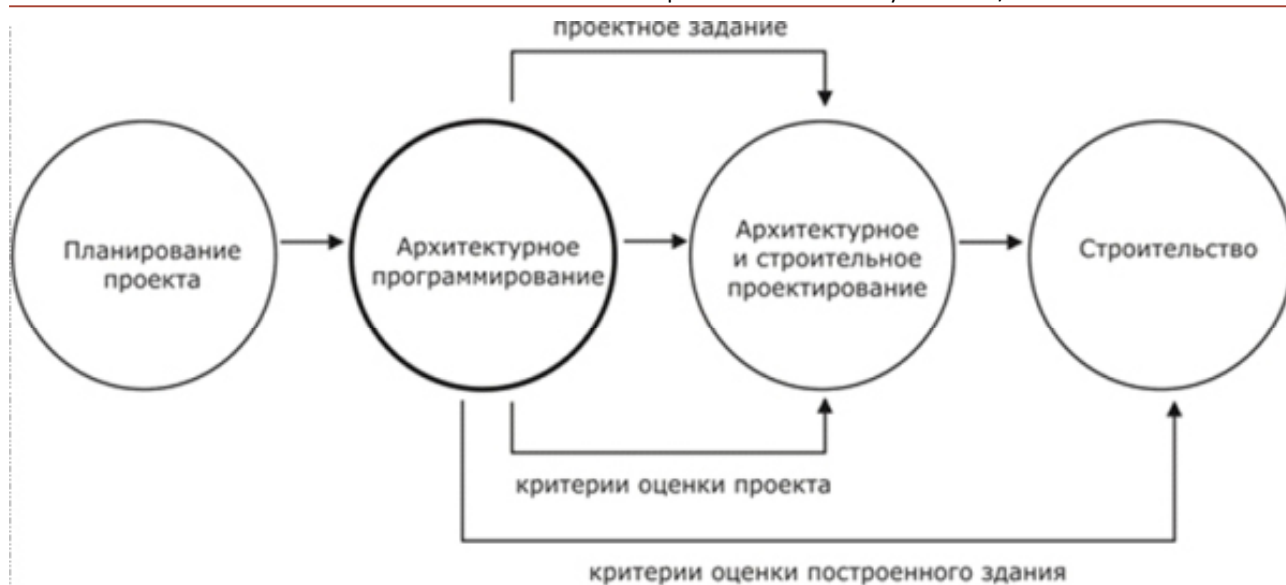 проектное задание
Планирование
проекта
Архитектурное
программирование
Архитектурное
и строительное
проектирование
Строительство
критерии оценки проекта
критерии оценки построенного здания